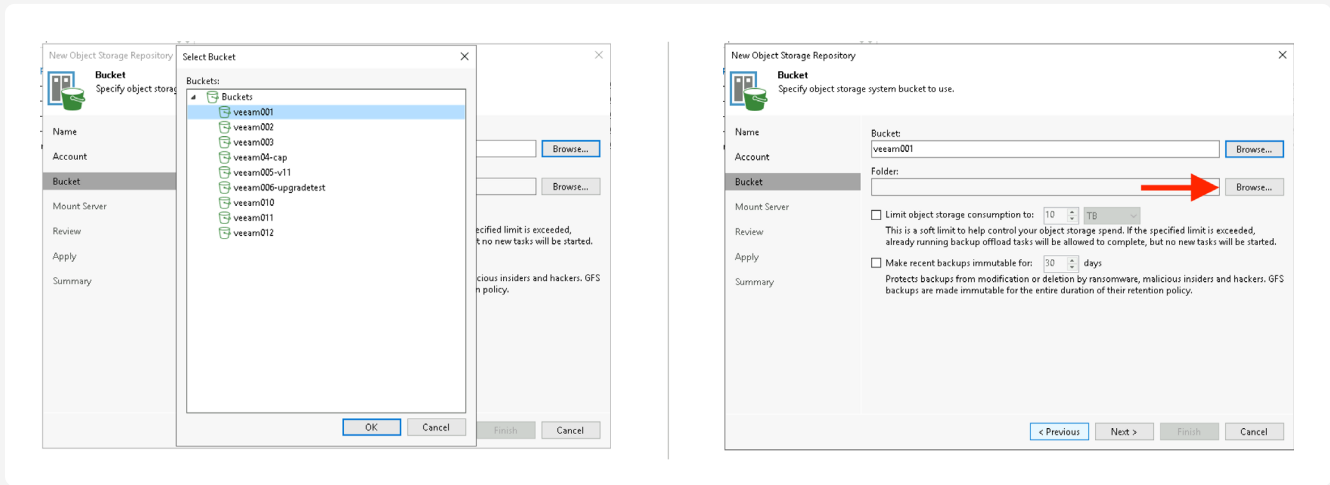 New Object Storage Repository
Select Bucket
Bucket
Specify object storag
Buckets:
Buckets
veeam001
veeam002
veeam003
veeam04-cap
veeam005-v11
veeam006-upgradetest
veeam010
veeam011
veeam012
Name
Account
Bucket
Mount Server
Review
Apply
Summary
Browse...
Browse...
ecified limit is exceeded,
t no new tasks will be started.
cious insiders and hackers. GFS
n policy.
OK
Cancel
Finish
Cancel
New Object Storage Repository
Bucket
Specify object storage system bucket to use.
Name
Account
Bucket
Mount Server
Review
Apply
Summary
Bucket:
veeam001
Browse...
Folder:
Browse...
Limit object storage consumption to: 10 TB
This is a soft limit to help control your object storage spend. If the specified limit is exceeded,
already running backup offload tasks will be allowed to complete, but no new tasks will be started.
Make recent backups immutable for: 30 days
Protects backups from modification or deletion by ransomware, malicious insiders and hackers. GFS
backups are made immutable for the entire duration of their retention policy.
< Previous
Next >
Finish
Cancel